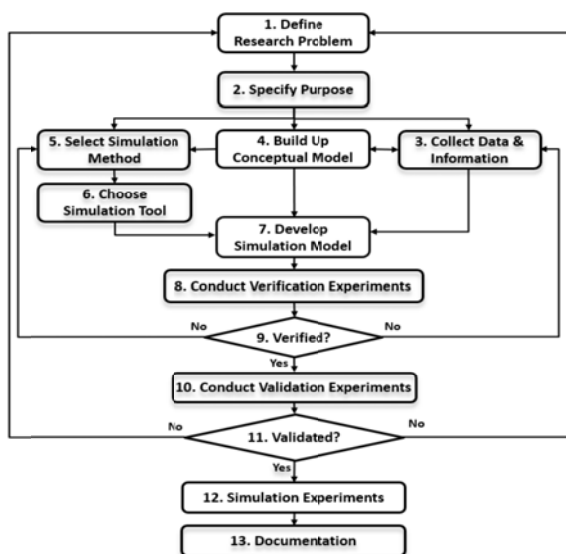 1. Define
Research Problem
2. Specify Purpose
5. Select Simulation
Method
4. Build Up
Conceptual Model
3. Collect Data &
Information
6. Choose
Simulation Tool
7. Develop
Simulation Model
8. Conduct Verification Experiments
No
No
9. Verified?
Yes
10. Conduct Validation Experiments
No
No
11. Validated?
Yes
12. Simulation Experiments
13. Documentation